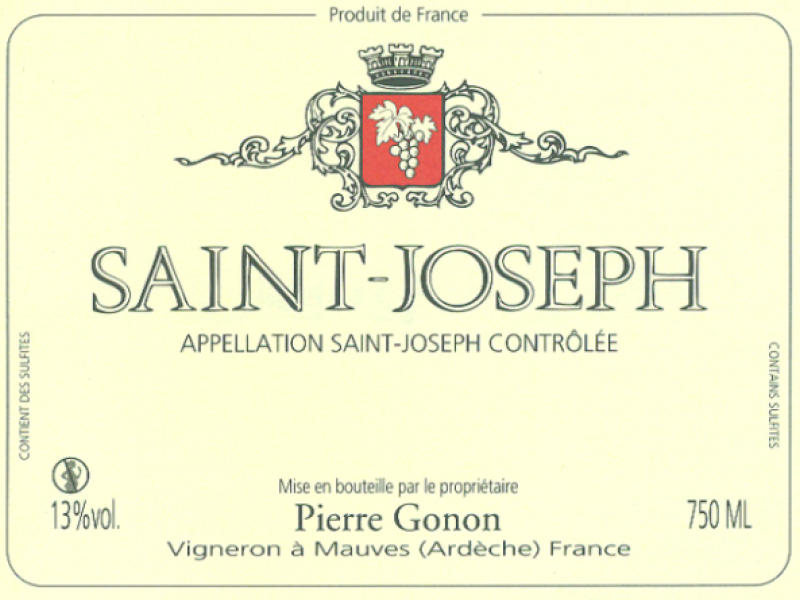 Produit de France
SAINT-JOSEPH
APPELLATION SAINT-JOSEPH CONTRÔLÉE
CONTIENT DES SULFITES
CONTAINS SULFITES
Mise en bouteille par le propriétaire
13%vol.
Pierre Gonon
750 ML
Vigneron à Mauves (Ardèche) France